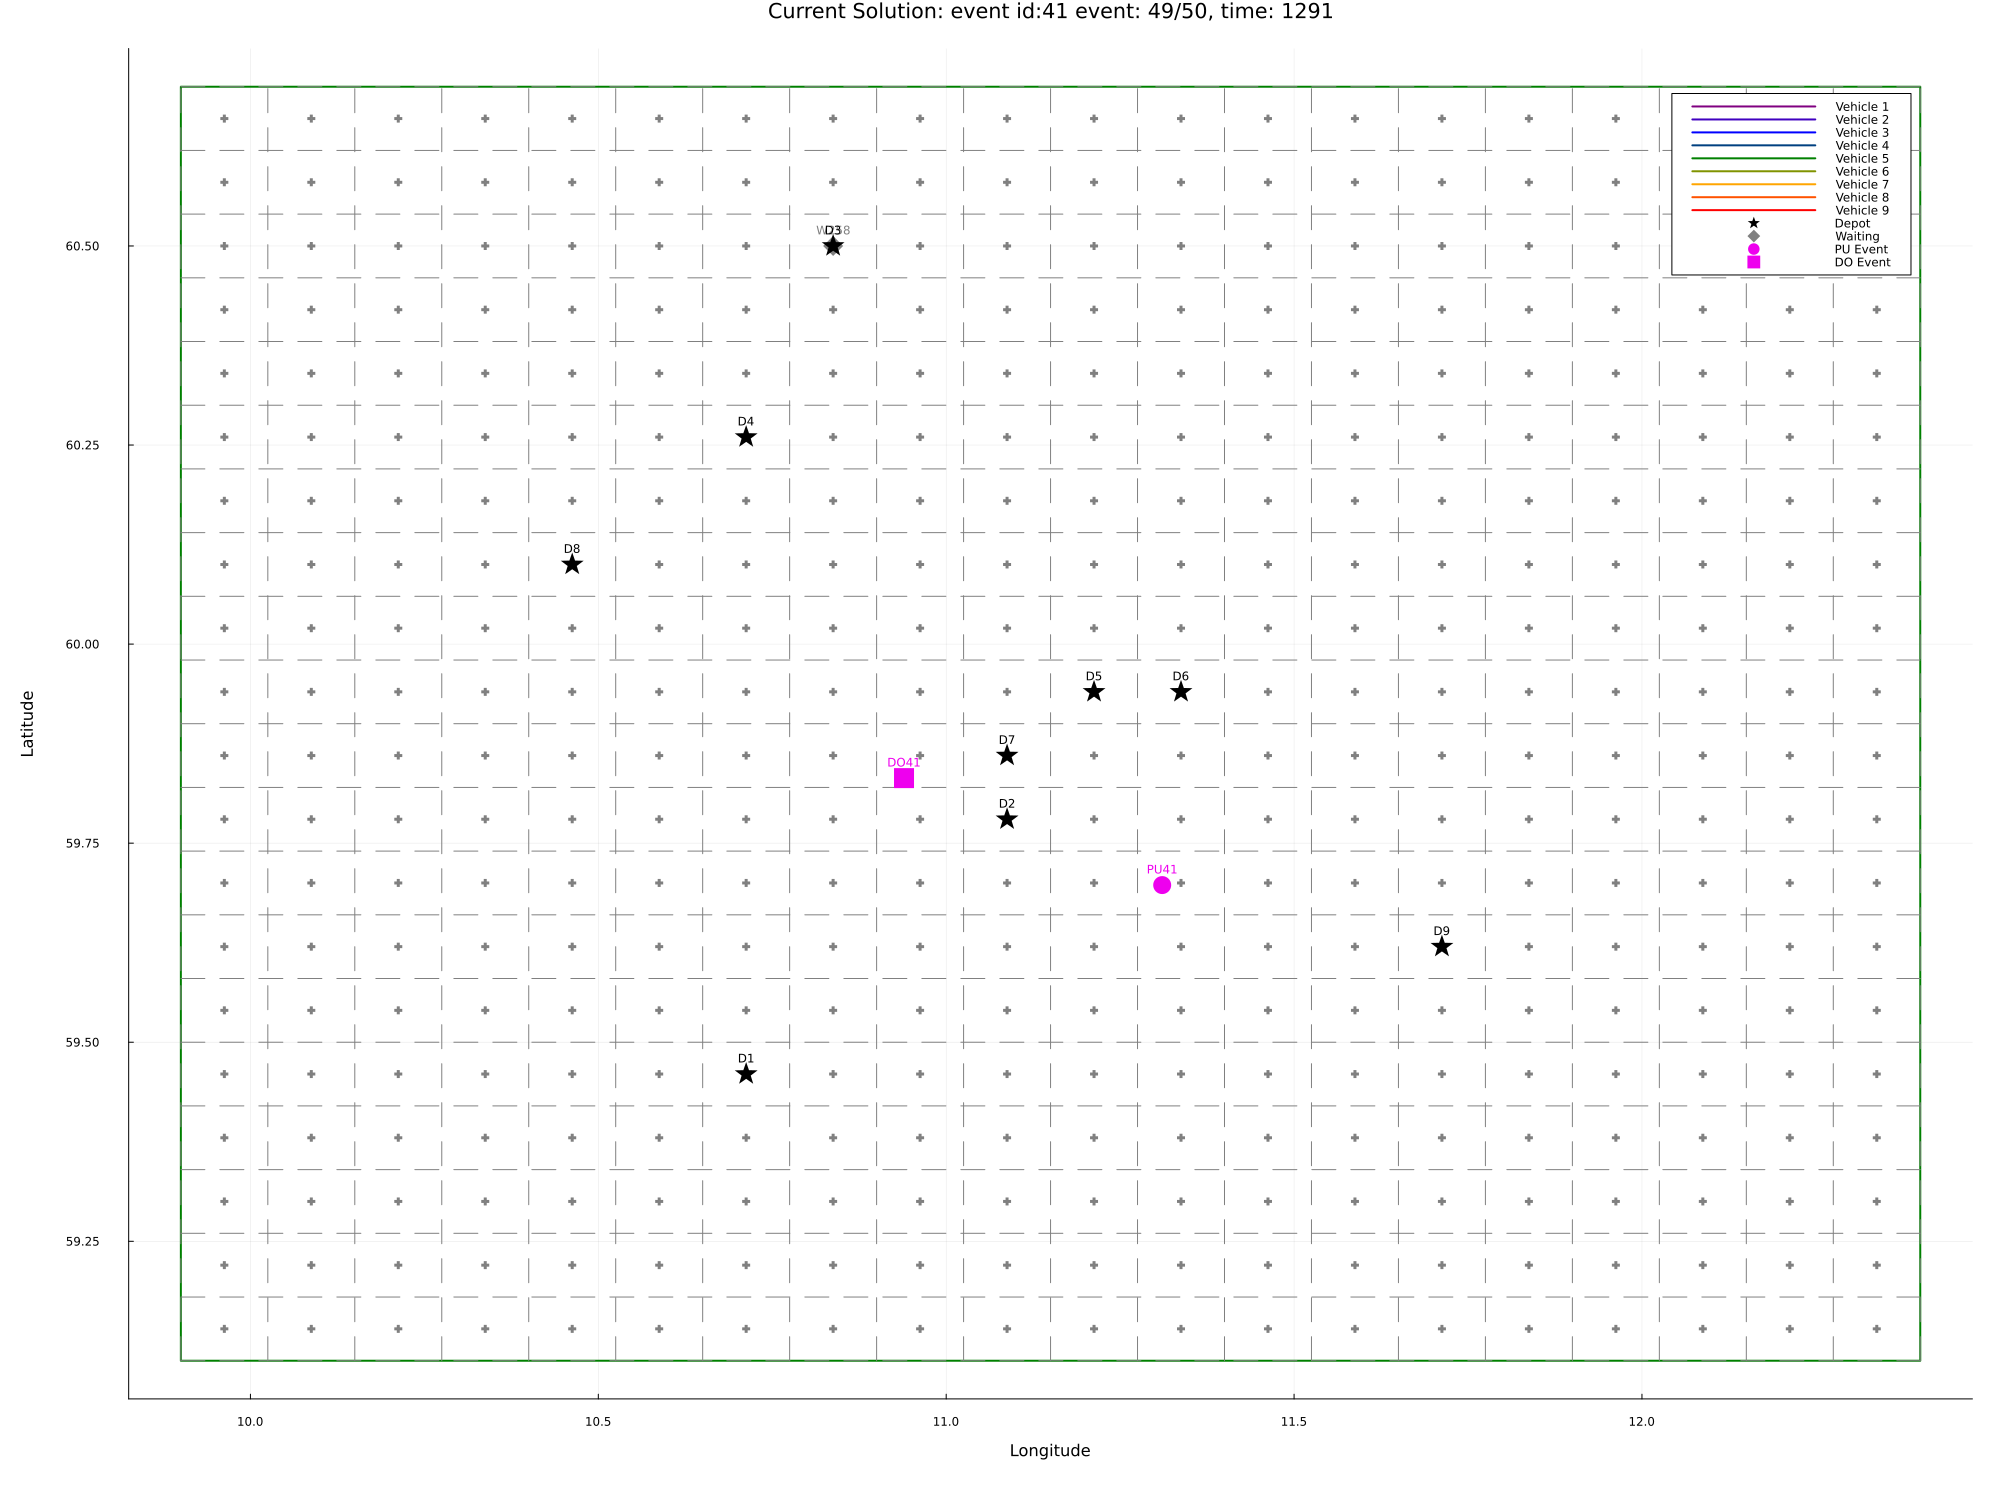 Current Solution: event id:41 event: 49/50, time: 1291
Vehicle 1
Vehicle 2
Vehicle 3
Vehicle 4
Vehicle 5
Vehicle 6
Vehicle 7
Vehicle 8
Vehicle 9
Depot
Waiting
PU Event
DO Event
D3
D4
D8
D5
D6
D7
DO41
D2
PU41
D9
D1
60.50
60.25
60.00
59.75
59.50
59.25
Latitude
10.0
10.5
11.0
11.5
12.0
Longitude